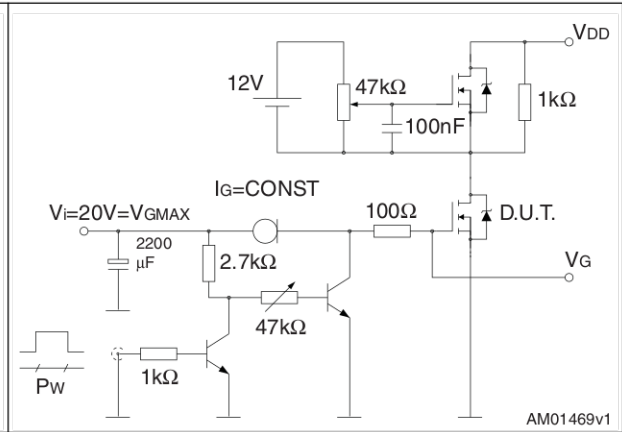 VDD
12V
47kΩ
1kΩ
100nF
IG=CONST
Vi=20V=VGMAX
100Ω
D.U.T.
2200
μF
2.7kΩ
VG
47kΩ
1kΩ
PW
AM01469v1